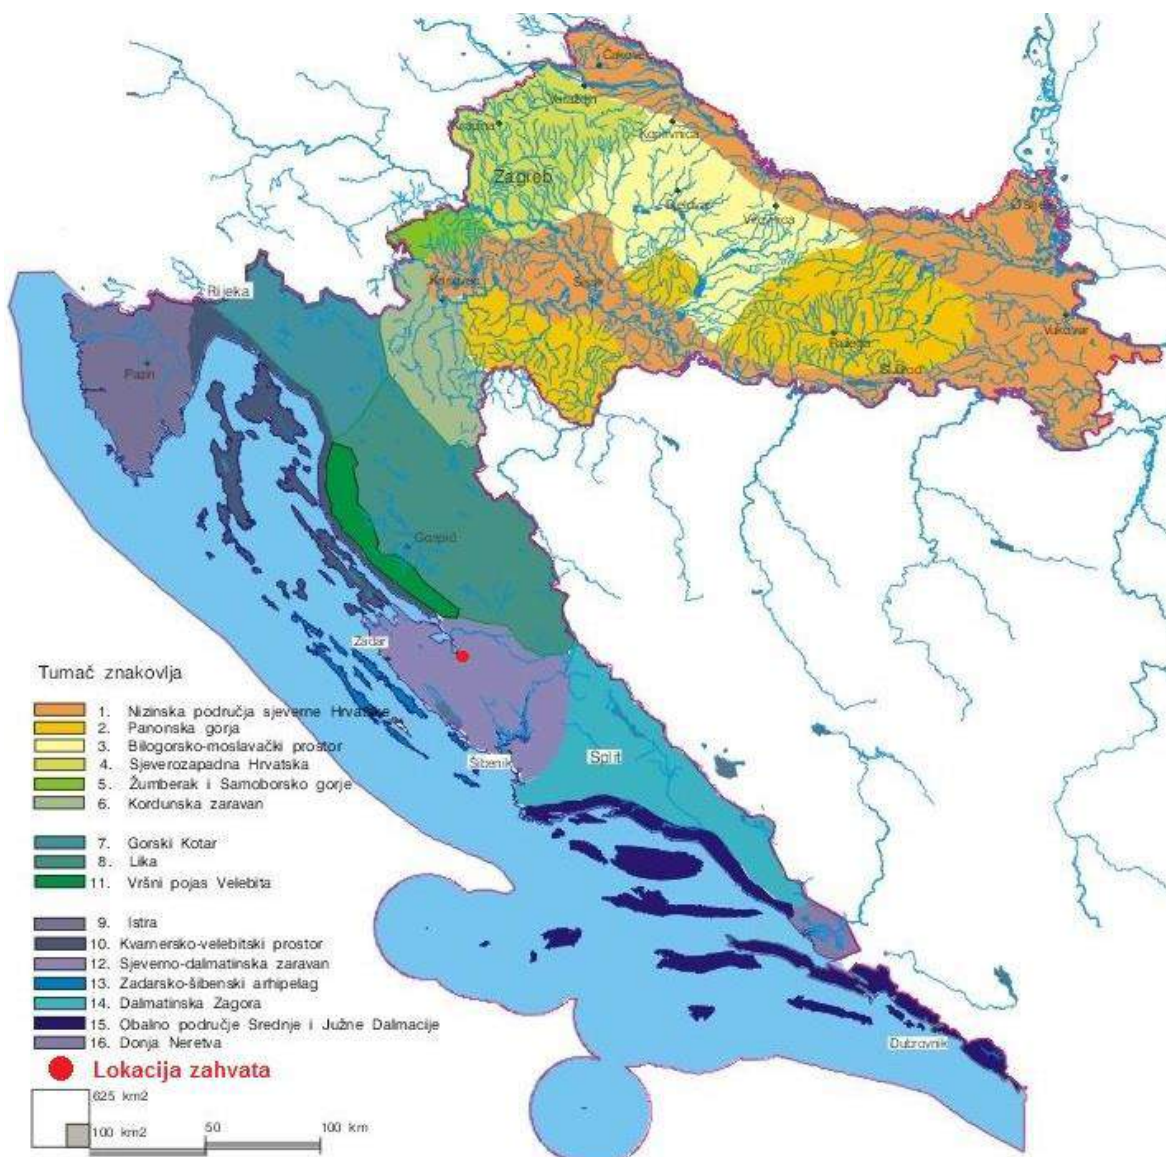 Čakovec
Varaždin
Krapina
Koprivnica
Zagreb
Bjelovar
Virovitica
Osijek
Karlovac
Sisak
Rijeka
Vukovar
Požega
Sl.Brod
Pazin
Gospić
Zadar
Šibenik
Split
Dubrovnik
Tumač znakovlja
1. Nizinska područja sjeverne Hrvatske
2. Panonska gorja
3. Bilogorsko-moslavački prostor
4. Sjeverozapadna Hrvatska
5. Žumberak i Samoborsko gorje
6. Kordunska zaravan
7. Gorski Kotar
8. Lika
11. Vršni pojas Velebita
9. Istra
10. Kvarnersko-velebitski prostor
12. Sjeverno-dalmatinska zaravan
13. Zadarsko-šibenski arhipelag
14. Dalmatinska Zagora
15. Obalno područje Srednje i Južne Dalmacije
16. Donja Neretva
Lokacija zahvata
625 km2
100 km2
50
100 km